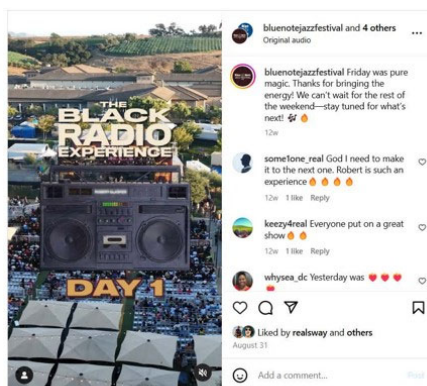 THE
BLACK
RADIO
EXPERIENCE
DAY 1
bluenotejazzfestival and 4 others
Original audio
bluenotejazzfestival Friday was pure
magic. Thanks for bringing the
energy! We can't wait for the rest of
the weekend—stay tuned for what's
next!
12w
some1one_real God I need to make
it to the next one. Robert is such an
experience
12w 1 like Reply
keezy4real Everyone put on a great
show
12w 1 like Reply
whysea_dc Yesterday was
Liked by realsway and others
August 31
Add a comment...
Post